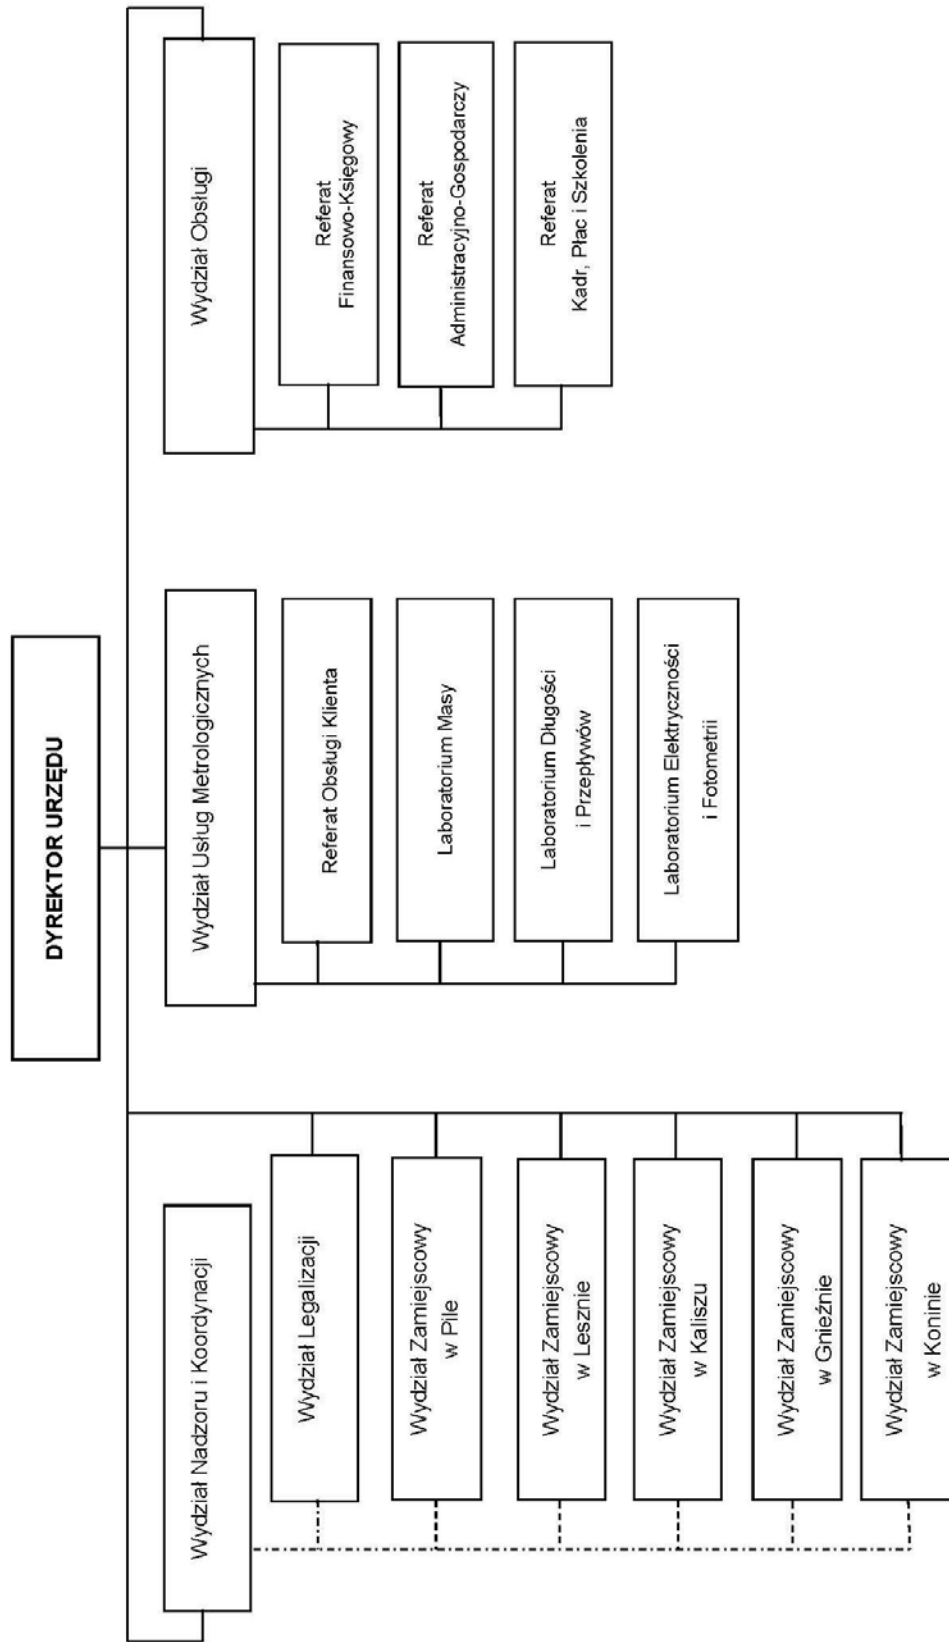 DYREKTOR URZĘDU
Wydział Nadzoru i Koordynacji
Wydział Legalizacji
Wydział Zamiejscowy
w Pile
Wydział Zamiejscowy
w Lesznie
Wydział Zamiejscowy
w Kaliszu
Wydział Zamiejscowy
w Gnieźnie
Wydział Zamiejscowy
w Koninie
Wydział Usług Metrologicznych
Referat Obsługi Klienta
Laboratorium Masy
Laboratorium Długości
i Przepływów
Laboratorium Elektryczności
i Fotometrii
Wydział Obsługi
Referat
Finansowo-Księgowy
Referat
Administracyjno-Gospodarczy
Referat
Kadr, Płac i Szkolenia